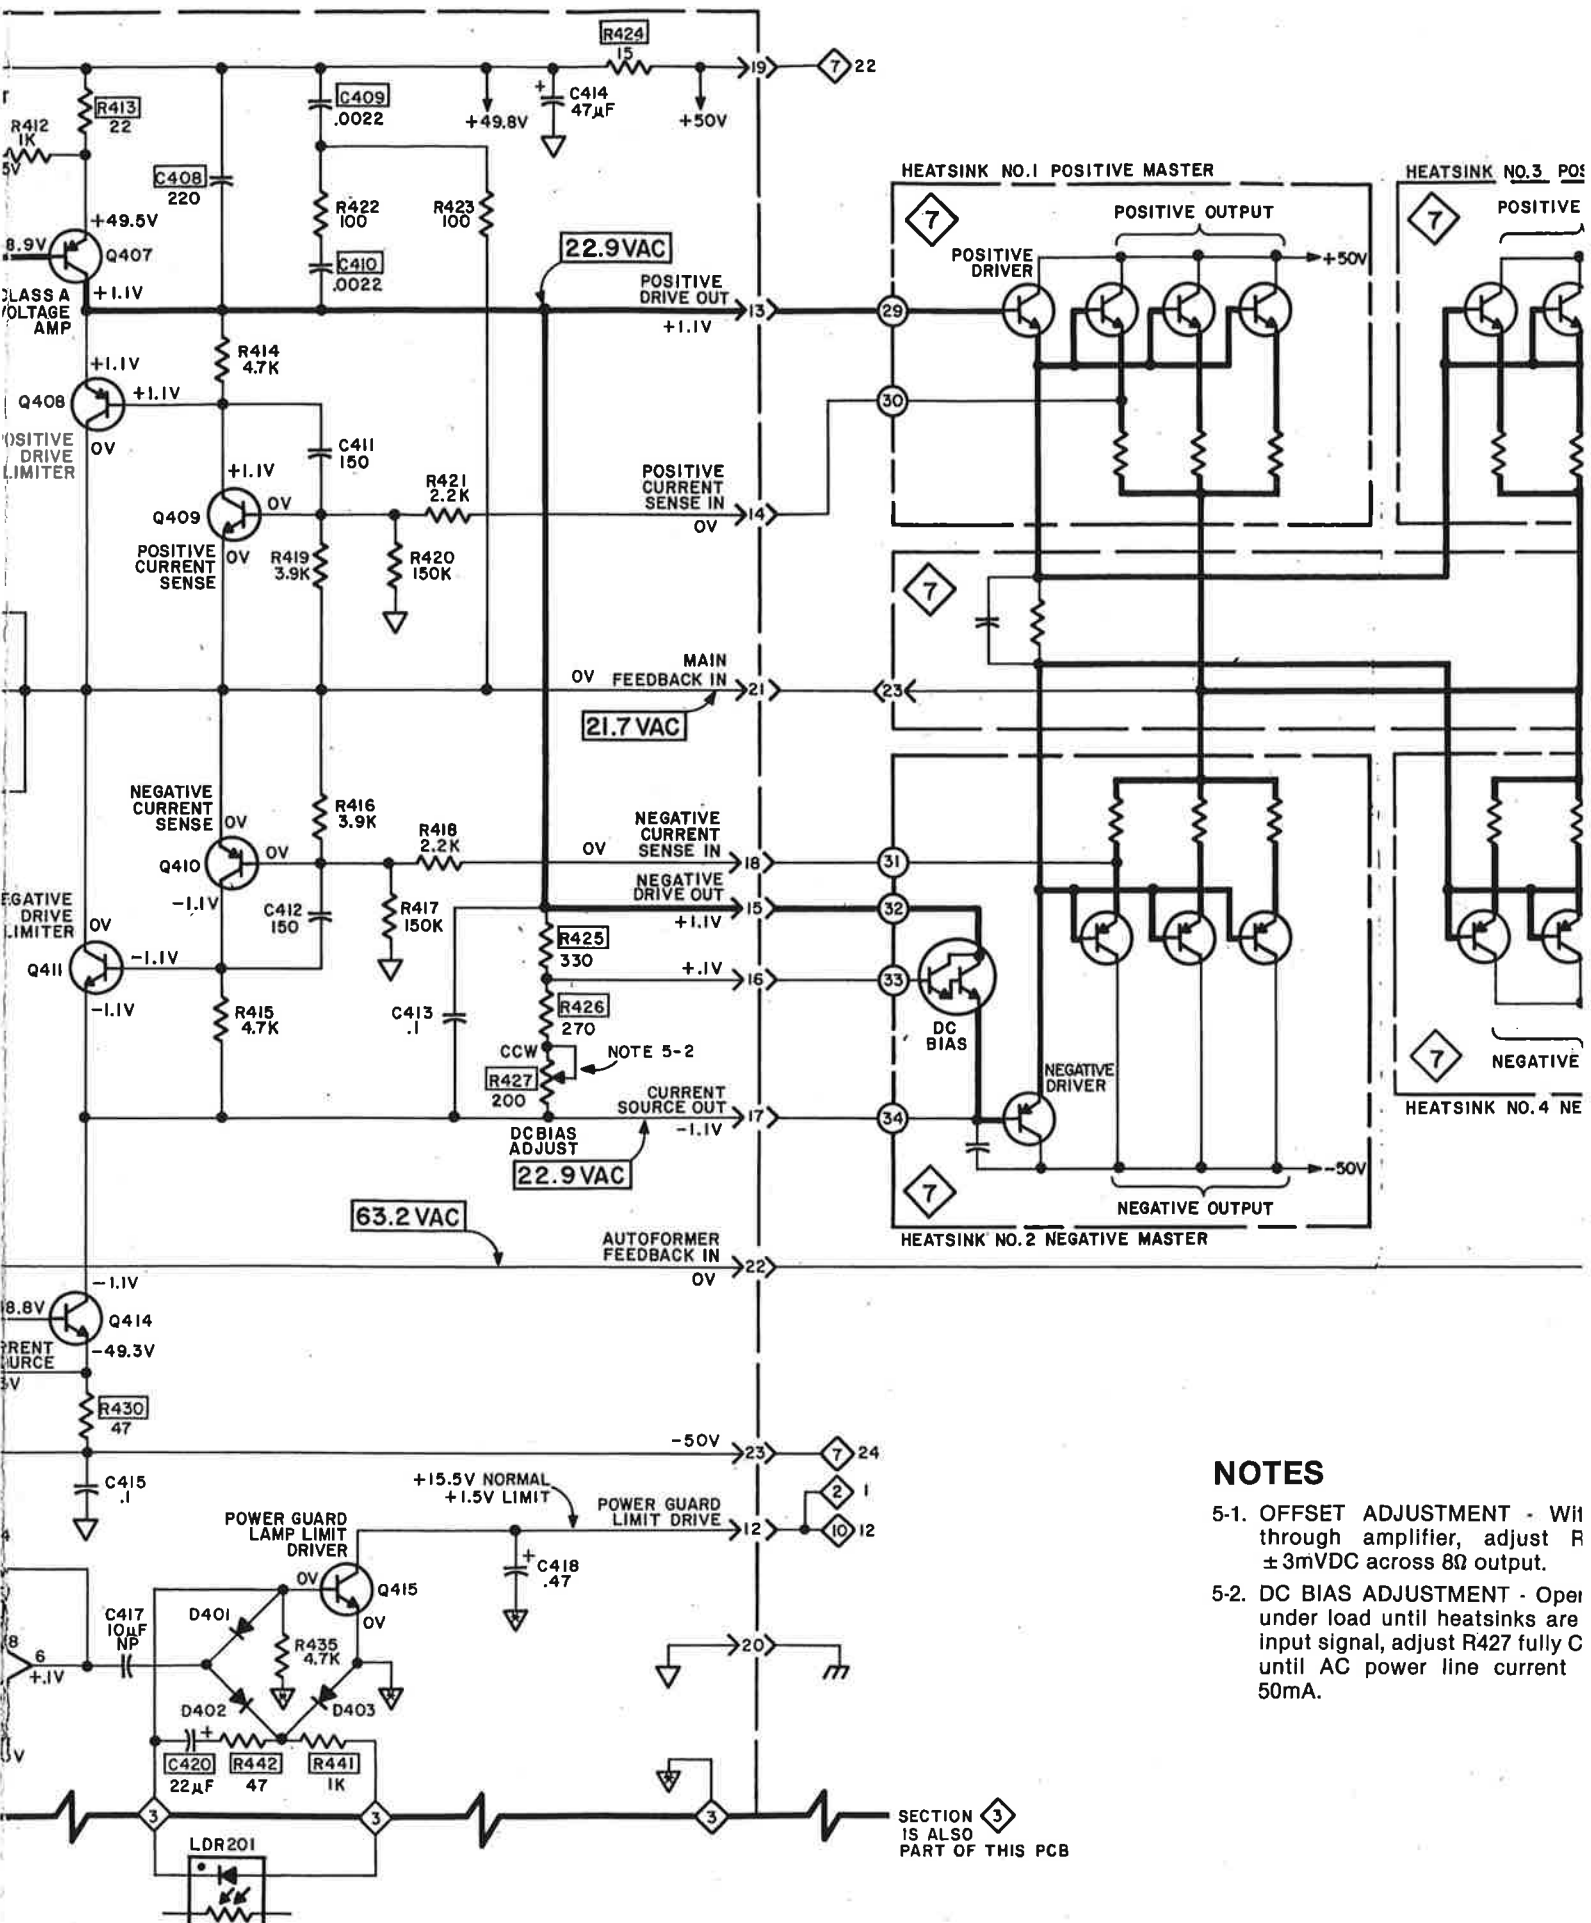 R424
15
19
7
22
C409
.0022
R413
22
R412
1K
+49.8V
C414
47µF
+50V
C408
220
R422
100
R423
100
C410
.0022
+49.5V
8.9V
Q407
+1.1V
VOLTAGE
AMP
22.9VAC
POSITIVE
DRIVE OUT
+1.1V
13
HEATSINK NO.1 POSITIVE MASTER
7
POSITIVE OUTPUT
POSITIVE
DRIVER
+50V
29
30
HEATSINK NO.3
7
POSITIVE
R414
4.7K
+1.1V
+1.1V
Q408
0V
DRIVE
LIMITER
C411
150
+1.1V
R421
2.2K
POSITIVE
CURRENT
SENSE IN
0V
14
Q409
0V
POSITIVE
CURRENT
SENSE
0V
R419
3.9K
R420
150K
7
MAIN
FEEDBACK IN
0V
21
23
21.7VAC
NEGATIVE
CURRENT
SENSE
0V
R416
3.9K
R418
2.2K
NEGATIVE
CURRENT
SENSE IN
0V
18
31
Q410
0V
-1.1V
NEGATIVE
DRIVE OUT
+1.1V
15
32
DRIVE
LIMITER
0V
C412
150
R417
150K
R425
330
Q411
-1.1V
+.1V
16
33
-1.1V
R415
4.7K
C413
.1
R426
270
CCW
NOTE 5-2
R427
200
DC BIAS
ADJUST
CURRENT
SOURCE OUT
-1.1V
17
34
22.9VAC
DC
BIAS
NEGATIVE
DRIVER
-50V
7
NEGATIVE OUTPUT
HEATSINK NO.2 NEGATIVE MASTER
7
NEGATIVE
HEATSINK NO.4
63.2VAC
AUTOFORMER
FEEDBACK IN
0V
22
-1.1V
8.8V
Q414
-49.3V
R430
47
-50V
23
7
24
C415
.1
+15.5V NORMAL
+1.5V LIMIT
POWER GUARD
LIMIT DRIVE
12
2
1
10
12
POWER GUARD
LAMP LIMIT
DRIVER
C418
.47
0V
Q415
0V
C417
10µF
NP
D401
R435
4.7K
6
+.1V
D402
D403
20
C420
22µF
R442
47
R441
1K
3
3
3
SECTION 3
IS ALSO
PART OF THIS PCB
LDR201
NOTES
5-1. OFFSET ADJUSTMENT -
through amplifier, adjust
±3mVDC across 8Ω output.
5-2. DC BIAS ADJUSTMENT -
under load until heatsinks are
input signal, adjust R427 fully
until AC power line current
50mA.